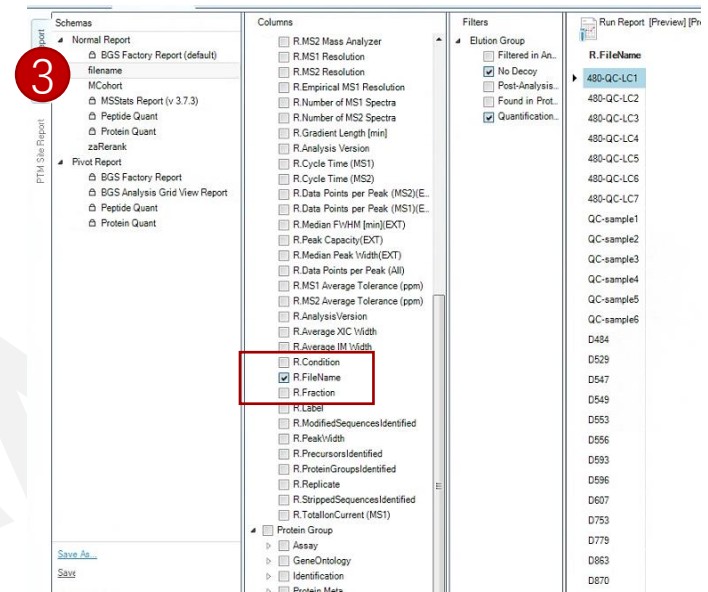 Schemas
Normal Report
BGS Factory Report (default)
filename
MCohort
MSStats Report (v 3.7.3)
Peptide Quant
Protein Quant
zaRerank
Pivot Report
BGS Factory Report
BGS Analysis Grid View Report
Peptide Quant
Protein Quant
Save As...
Save
3
PTM Site Report
Columns
R.MS2 Mass Analyzer
R.MS1 Resolution
R.MS2 Resolution
R.Empirical MS1 Resolution
R.Number of MS1 Spectra
R.Number of MS2 Spectra
R.Gradient Length [min]
R.Analysis Version
R.Cycle Time (MS1)
R.Cycle Time (MS2)
R.Data Points per Peak (MS2)(E..
R.Data Points per Peak (MS1)(E..
R.Median FWHM [min](EXT)
R.Peak Capacity(EXT)
R.Median Peak Width(EXT)
R.Data Points per Peak (All)
R.MS1 Average Tolerance (ppm)
R.MS2 Average Tolerance (ppm)
R.AnalysisVersion
R.Average XIC Width
R.Average IM Width
R.Condition
R.FileName
R.Fraction
R.Label
R.ModifiedSequencesIdentified
R.PeakWidth
R.PrecursorsIdentified
R.ProteinGroupsIdentified
R.Replicate
R.StrippedSequencesIdentified
R.TotalIonCurrent (MS1)
Protein Group
Assay
GeneOntology
Identification
Protein Meta
Filters
Elution Group
Filtered in An..
No Decoy
Post-Analysis..
Found in Prot..
Quantification..
Run Report [Preview] [Pre
R.FileName
480-QC-LC1
480-QC-LC2
480-QC-LC3
480-QC-LC4
480-QC-LC5
480-QC-LC6
480-QC-LC7
QC-sample1
QC-sample2
QC-sample3
QC-sample4
QC-sample5
QC-sample6
D484
D529
D547
D549
D553
D556
D593
D596
D607
D753
D779
D863
D870